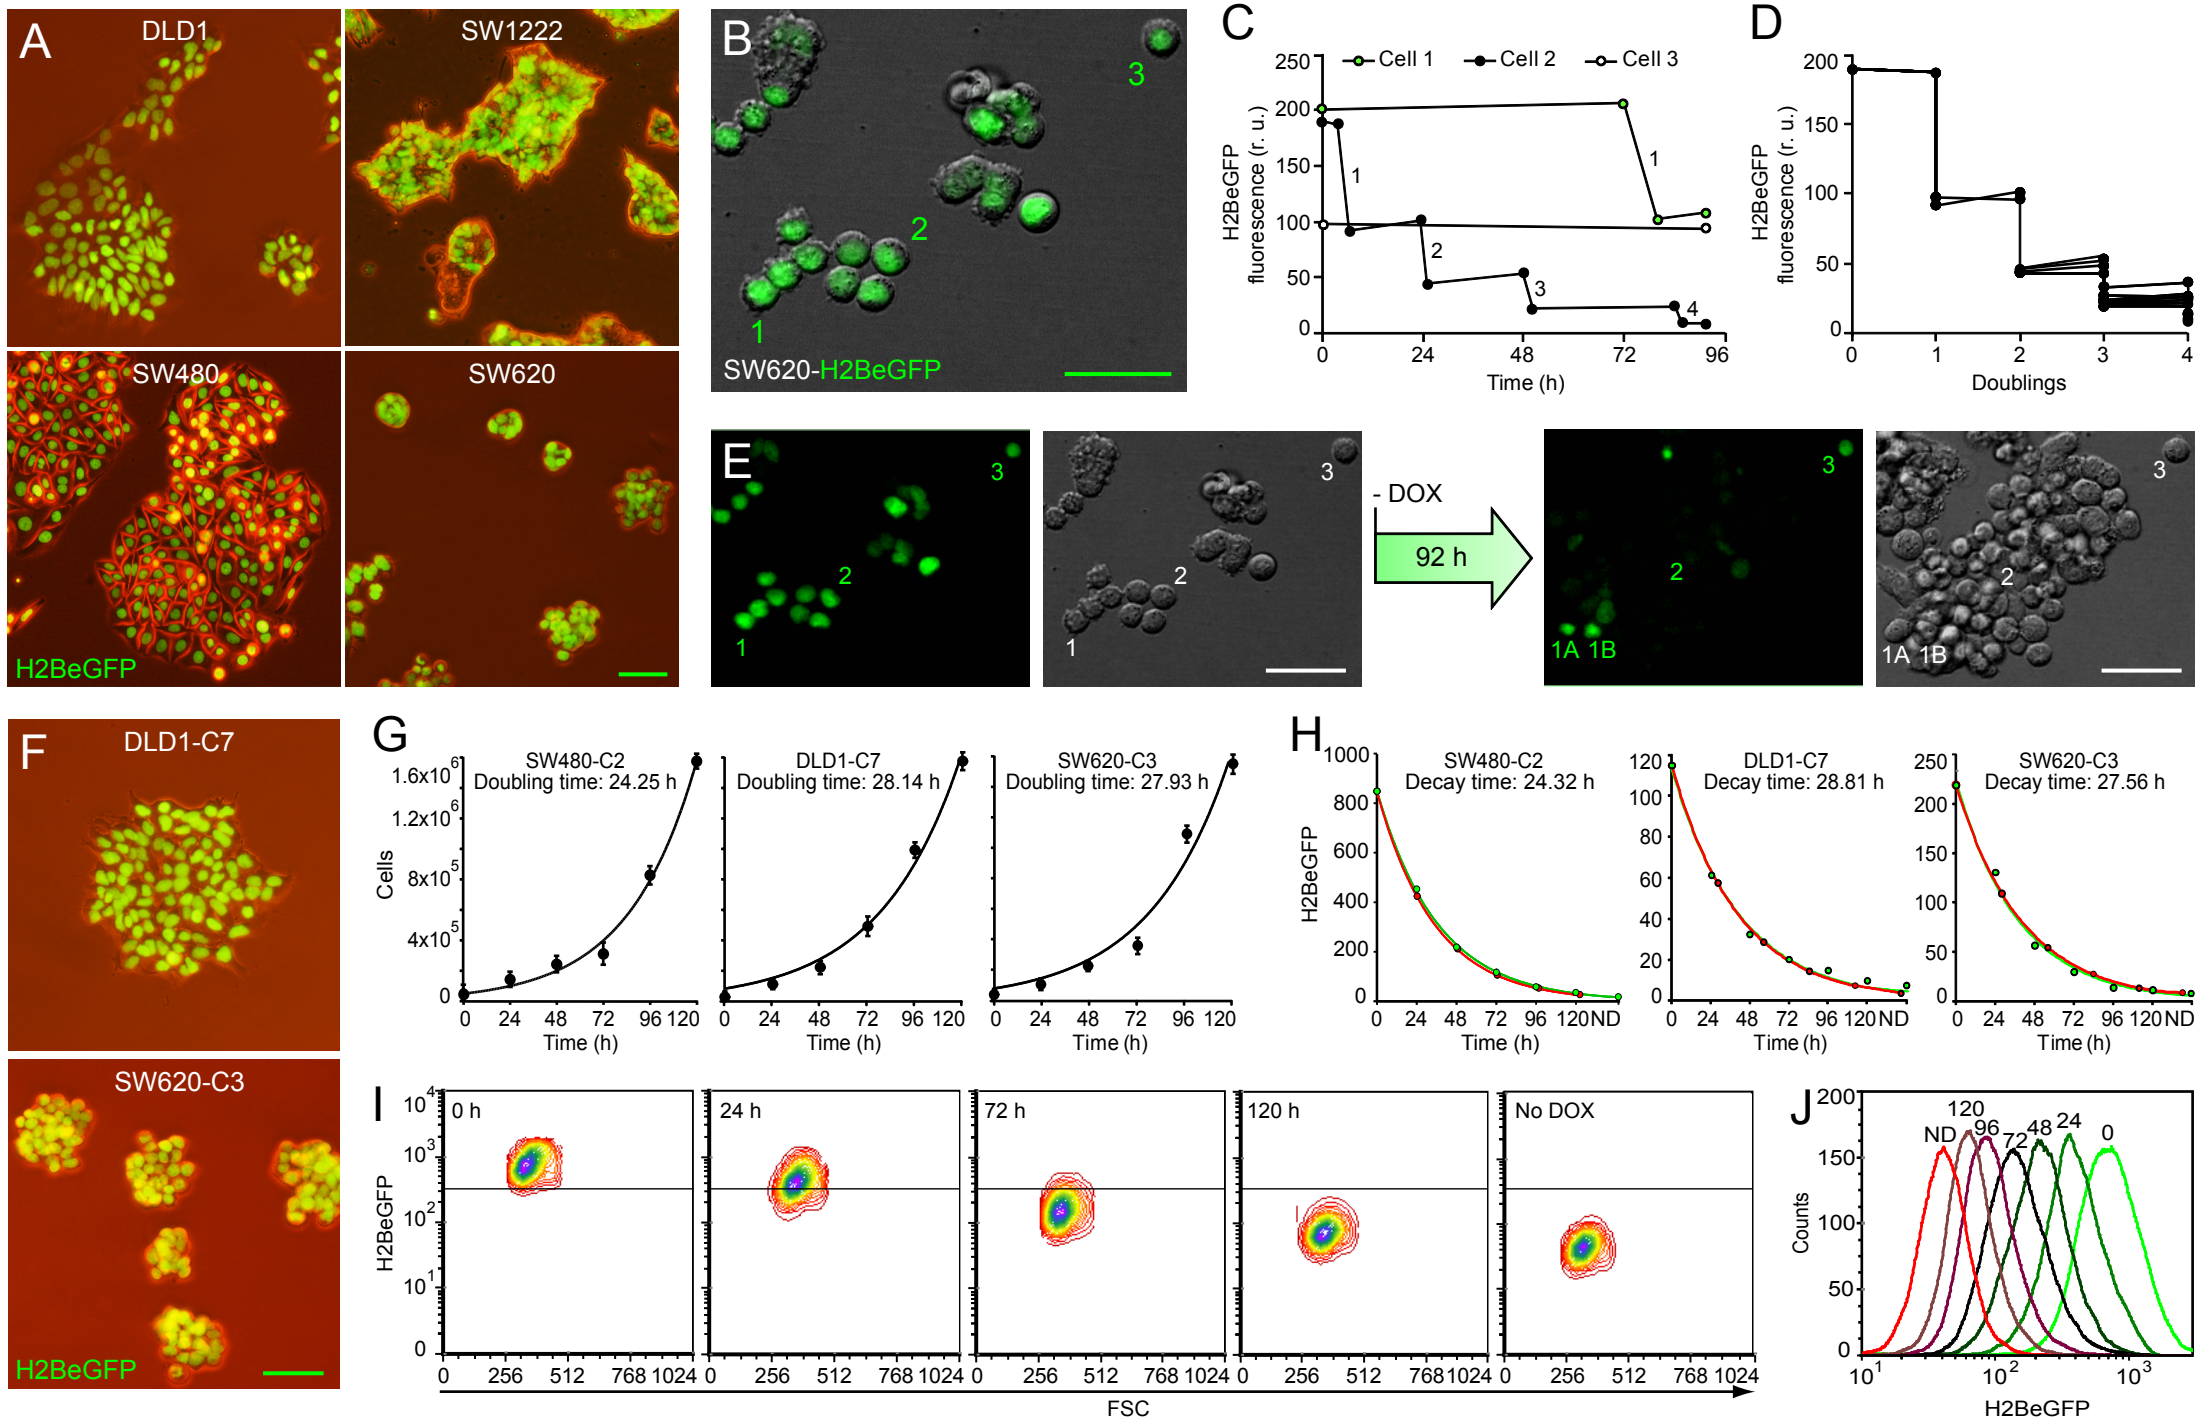 A
DLD1
SW1222
SW480
SW620
H2BeGFP
B
1
2
3
SW620-H2BeGFP
C
Cell 1
Cell 2
Cell 3
H2BeGFP
fluorescence (r. u.)
250
200
150
100
50
0
1
1
2
3
4
0 24 48 72 96
Time (h)
D
H2BeGFP
fluorescence (r. u.)
200
150
100
50
0
0 1 2 3 4
Doublings
E
1
2
3
1
2
3
- DOX
92 h
1A 1B
2
3
1A 1B
2
3
F
DLD1-C7
SW620-C3
H2BeGFP
G
SW480-C2
Doubling time: 24.25 h
DLD1-C7
Doubling time: 28.14 h
SW620-C3
Doubling time: 27.93 h
Cells
1.6x10^6
1.2x10^6
8x10^5
4x10^5
0
0 24 48 72 96 120
Time (h)
0 24 48 72 96 120
Time (h)
0 24 48 72 96 120
Time (h)
H
SW480-C2
Decay time: 24.32 h
DLD1-C7
Decay time: 28.81 h
SW620-C3
Decay time: 27.56 h
H2BeGFP
1000
800
600
400
200
0
0 24 48 72 96 120 ND
Time (h)
120
100
80
60
40
20
0
0 24 48 72 96 120 ND
Time (h)
250
200
150
100
50
0
0 24 48 72 96 120 ND
Time (h)
I
H2BeGFP
10^4
10^3
10^2
10^1
0
0 h
24 h
72 h
120 h
No DOX
0 256 512 768 1024
0 256 512 768 1024
0 256 512 768 1024
0 256 512 768 1024
0 256 512 768 1024
FSC
J
Counts
200
150
100
50
0
ND
120
96
72
48
24
0
10^1 10^2 10^3
H2BeGFP